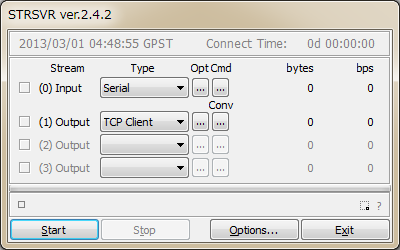 STRSVR ver.2.4.2
2013/03/01 04:48:55 GPST Connect Time: 0d 00:00:00
Stream Type Opt Cmd bytes bps
(0) Input Serial ... ... 0 0
Conv
(1) Output TCP Client ... ... 0 0
(2) Output ... ... 0 0
(3) Output ... ... 0 0
?
Start Stop Options... Exit